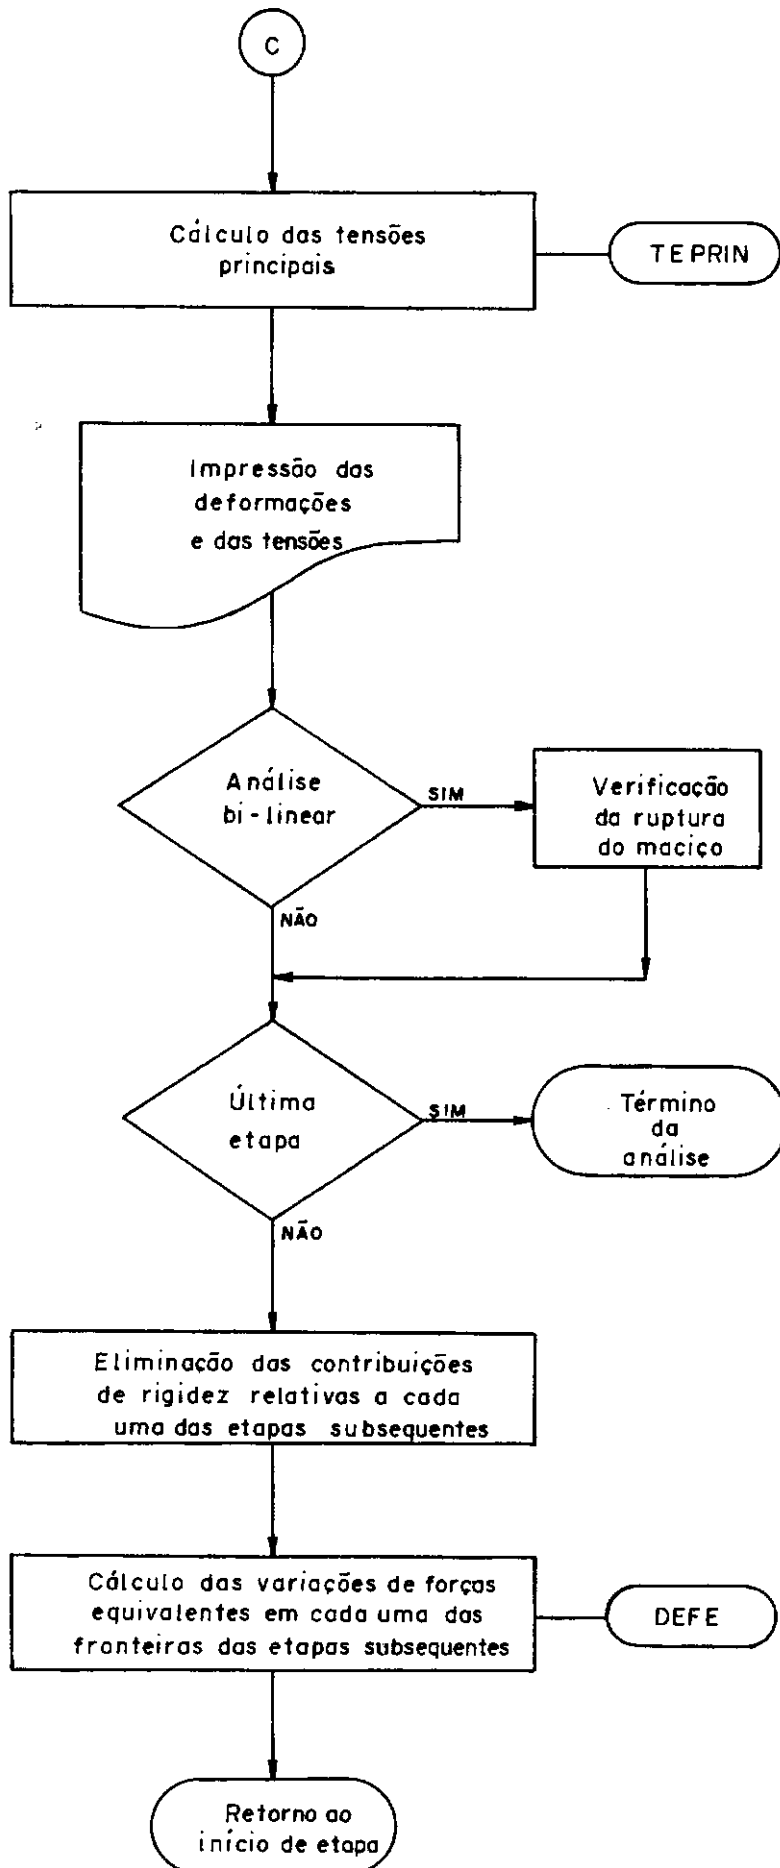 C
Cálculo das tensões
principais
TEPRIN
Impressão das
deformações
e das tensões
Análise
bi-linear
SIM
Verificação
da ruptura
do maciço
NÃO
Última
etapa
SIM
Término
da
análise
NÃO
Eliminação das contribuições
de rigidez relativas a cada
uma das etapas subsequentes
Cálculo das variações de forças
equivalentes em cada uma das
fronteiras das etapas subsequentes
DEFE
Retorno ao
início de etapa